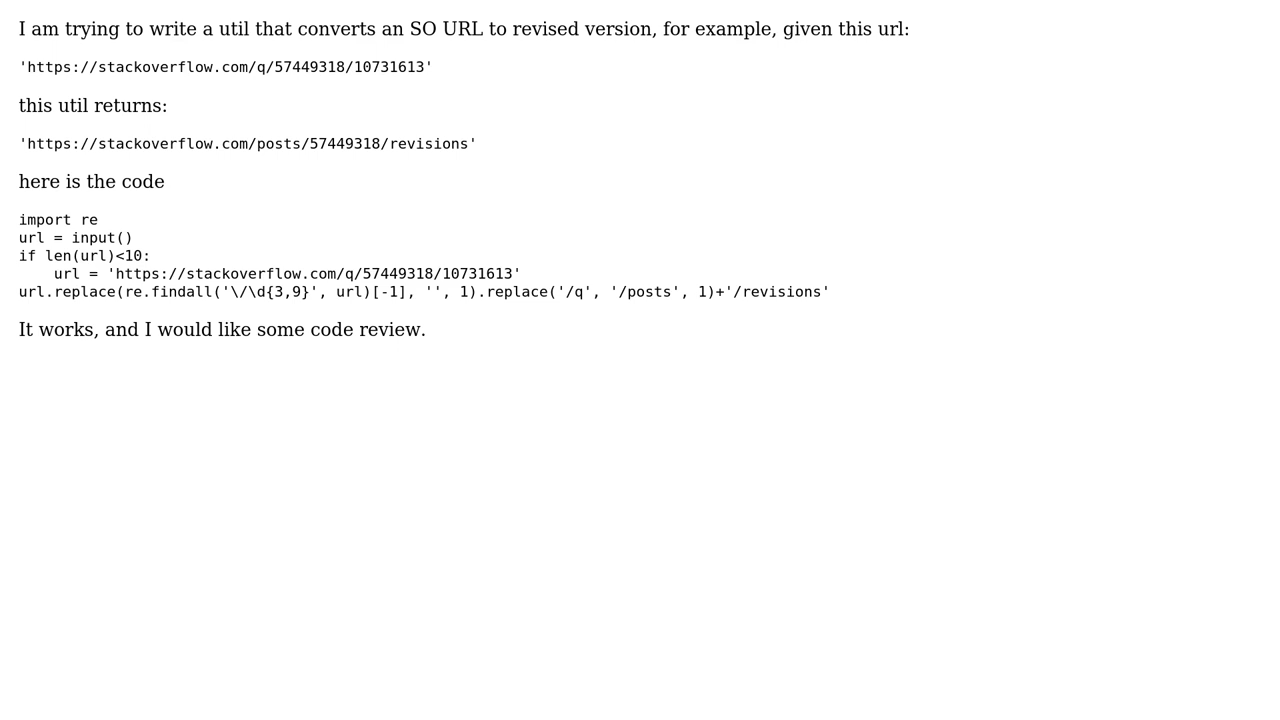 I am trying to write a util that converts an SO URL to revised version, for example, given this url:
'https://stackoverflow.com/q/57449318/10731613'
this util returns:
'https://stackoverflow.com/posts/57449318/revisions'
here is the code
import re
url = input()
if len(url)<10:
    url = 'https://stackoverflow.com/q/57449318/10731613'
url.replace(re.findall('\/\d{3,9}', url)[-1], '', 1).replace('/q', '/posts', 1)+'/revisions'
It works, and I would like some code review.